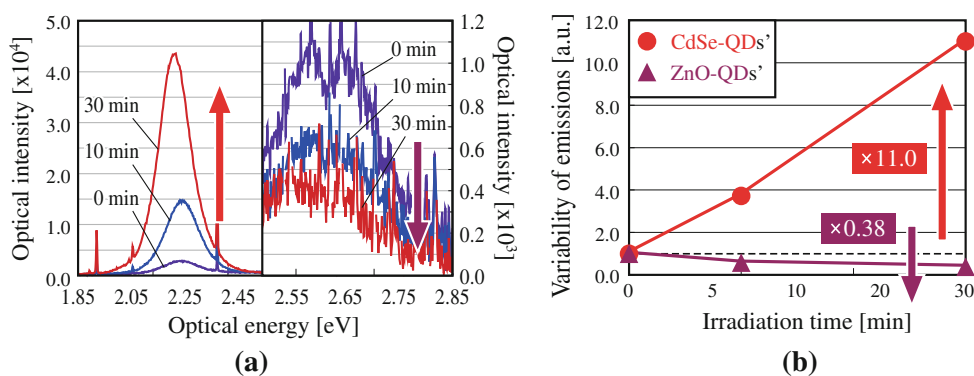 (a)
Optical intensity [x10⁴]
5.0
4.0
3.0
2.0
1.0
0.0
30 min
10 min
0 min
0 min
10 min
30 min
1.2
1.0
0.8
0.6
0.4
0.2
0.0
Optical intensity [x10³]
1.85 2.05 2.25 2.45 2.55 2.65 2.75 2.85
Optical energy [eV]
(a)
(b)
Variability of emissions [a.u.]
12.0
10.0
8.0
6.0
4.0
2.0
1.0
0.0
CdSe-QDs’
ZnO-QDs’
×11.0
×0.38
0 5 10 20 30
Irradiation time [min]
(b)